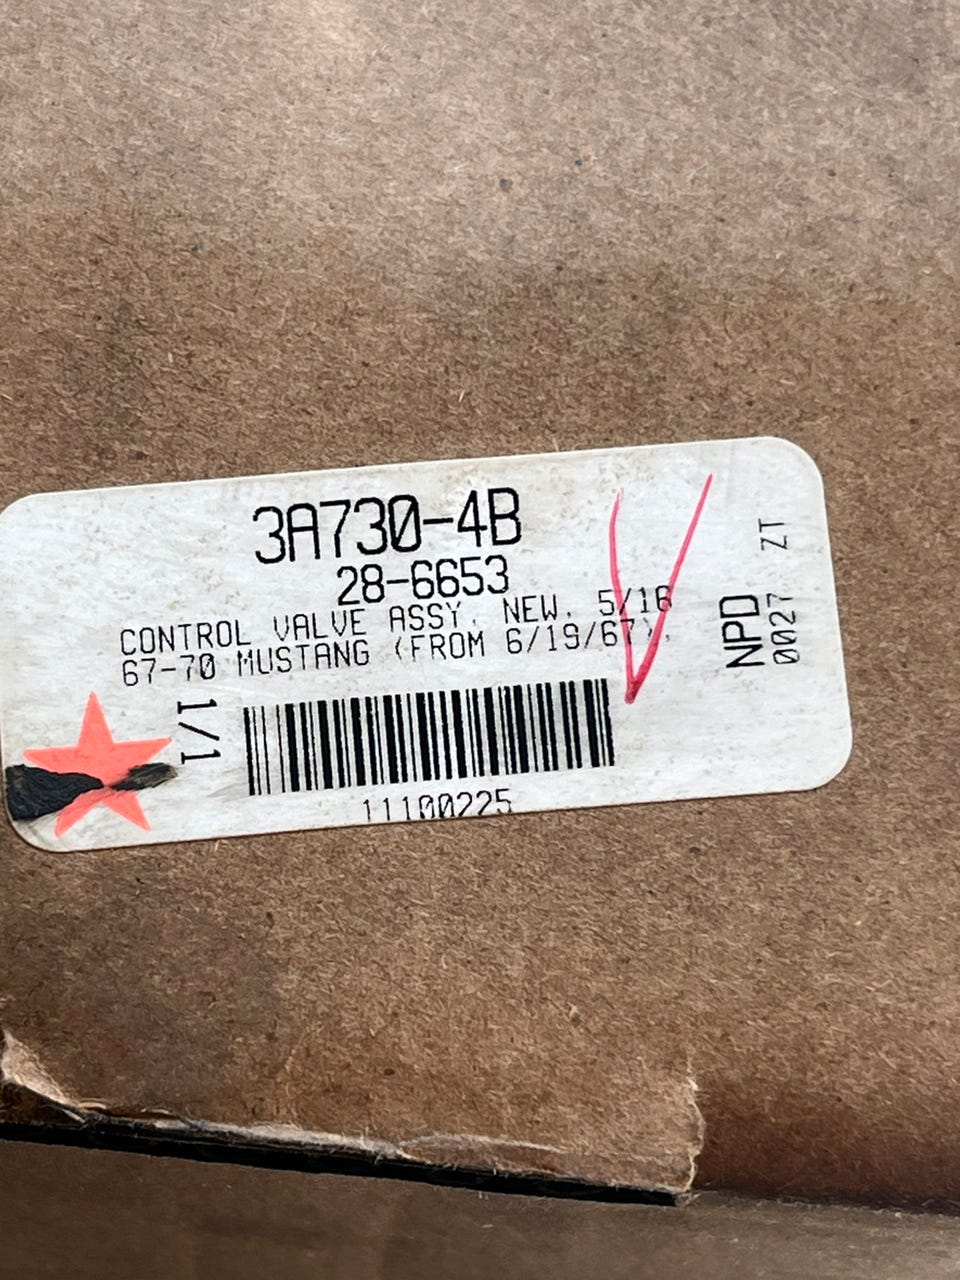 3A730-4B
28-6653
CONTROL VALVE ASSY. NEW. 5/16
67-70 MUSTANG (FROM 6/19/67).
1/1
11100225
NPD
0027 ZT